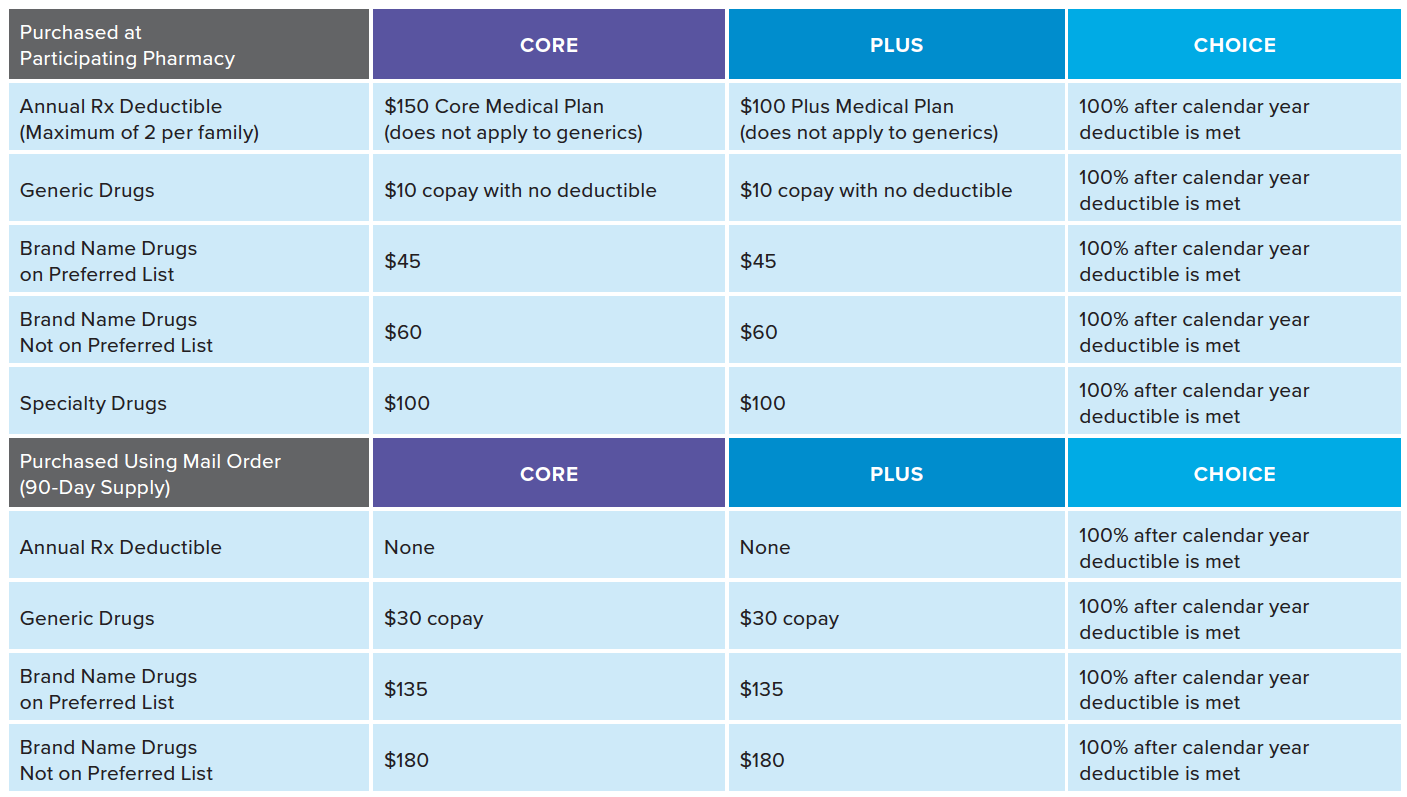 Purchased at
Participating Pharmacy
CORE
PLUS
CHOICE
Annual Rx Deductible
(Maximum of 2 per family)
$150 Core Medical Plan
(does not apply to generics)
$100 Plus Medical Plan
(does not apply to generics)
100% after calendar year
deductible is met
Generic Drugs
$10 copay with no deductible
$10 copay with no deductible
100% after calendar year
deductible is met
Brand Name Drugs
on Preferred List
$45
$45
100% after calendar year
deductible is met
Brand Name Drugs
Not on Preferred List
$60
$60
100% after calendar year
deductible is met
Specialty Drugs
$100
$100
100% after calendar year
deductible is met
Purchased Using Mail Order
(90-Day Supply)
CORE
PLUS
CHOICE
Annual Rx Deductible
None
None
100% after calendar year
deductible is met
Generic Drugs
$30 copay
$30 copay
100% after calendar year
deductible is met
Brand Name Drugs
on Preferred List
$135
$135
100% after calendar year
deductible is met
Brand Name Drugs
Not on Preferred List
$180
$180
100% after calendar year
deductible is met